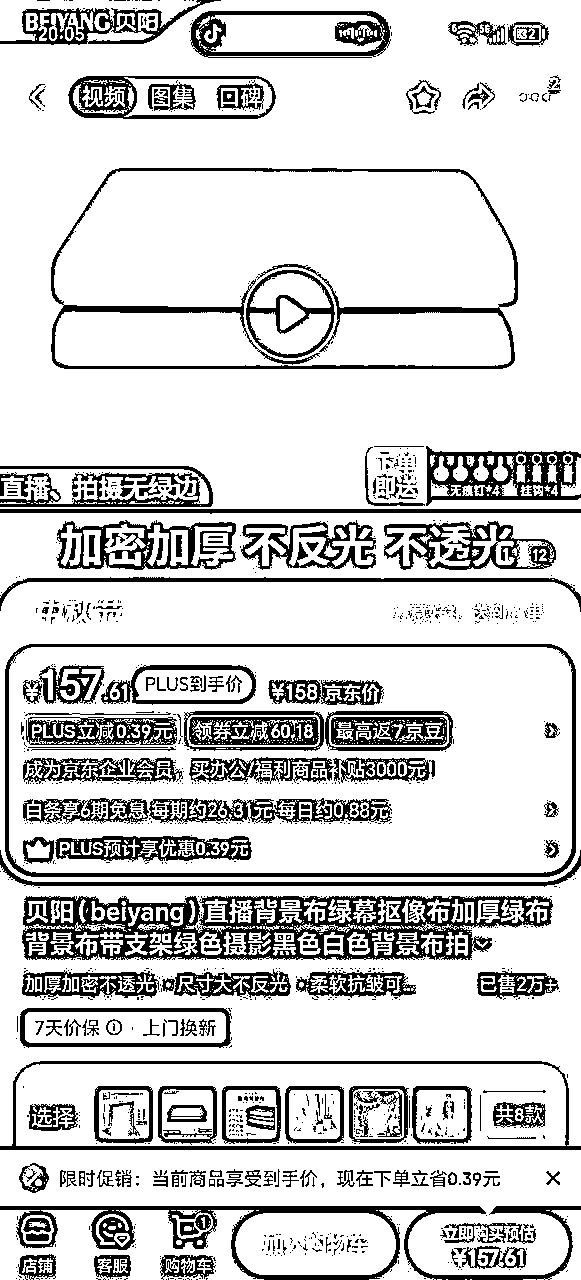 BEIYANG贝阳
20:05
视频 图集 口碑
直播、拍摄无绿边
下单
即送
加密加厚 不反光 不透光
中秋节
¥157.61 PLUS到手价 ¥158 京东价
PLUS立减0.39元 领券立减60.18 最高返7京豆
成为京东企业会员，买办公/福利商品补贴3000元！
白条享6期免息 每期约26.31元 每日约0.88元
PLUS预计享优惠0.39元
贝阳(beiyang)直播背景布绿幕抠像布加厚绿布
背景布带支架绿色摄影黑色白色背景布拍
加厚加密不透光 尺寸大不反光 柔软抗皱可... 已售2万+
7天价保 · 上门换新
选择 共8款
限时促销：当前商品享受到手价，现在下单立省0.39元
店铺 客服 购物车 1 加入购物车 立即购买预估
¥157.61